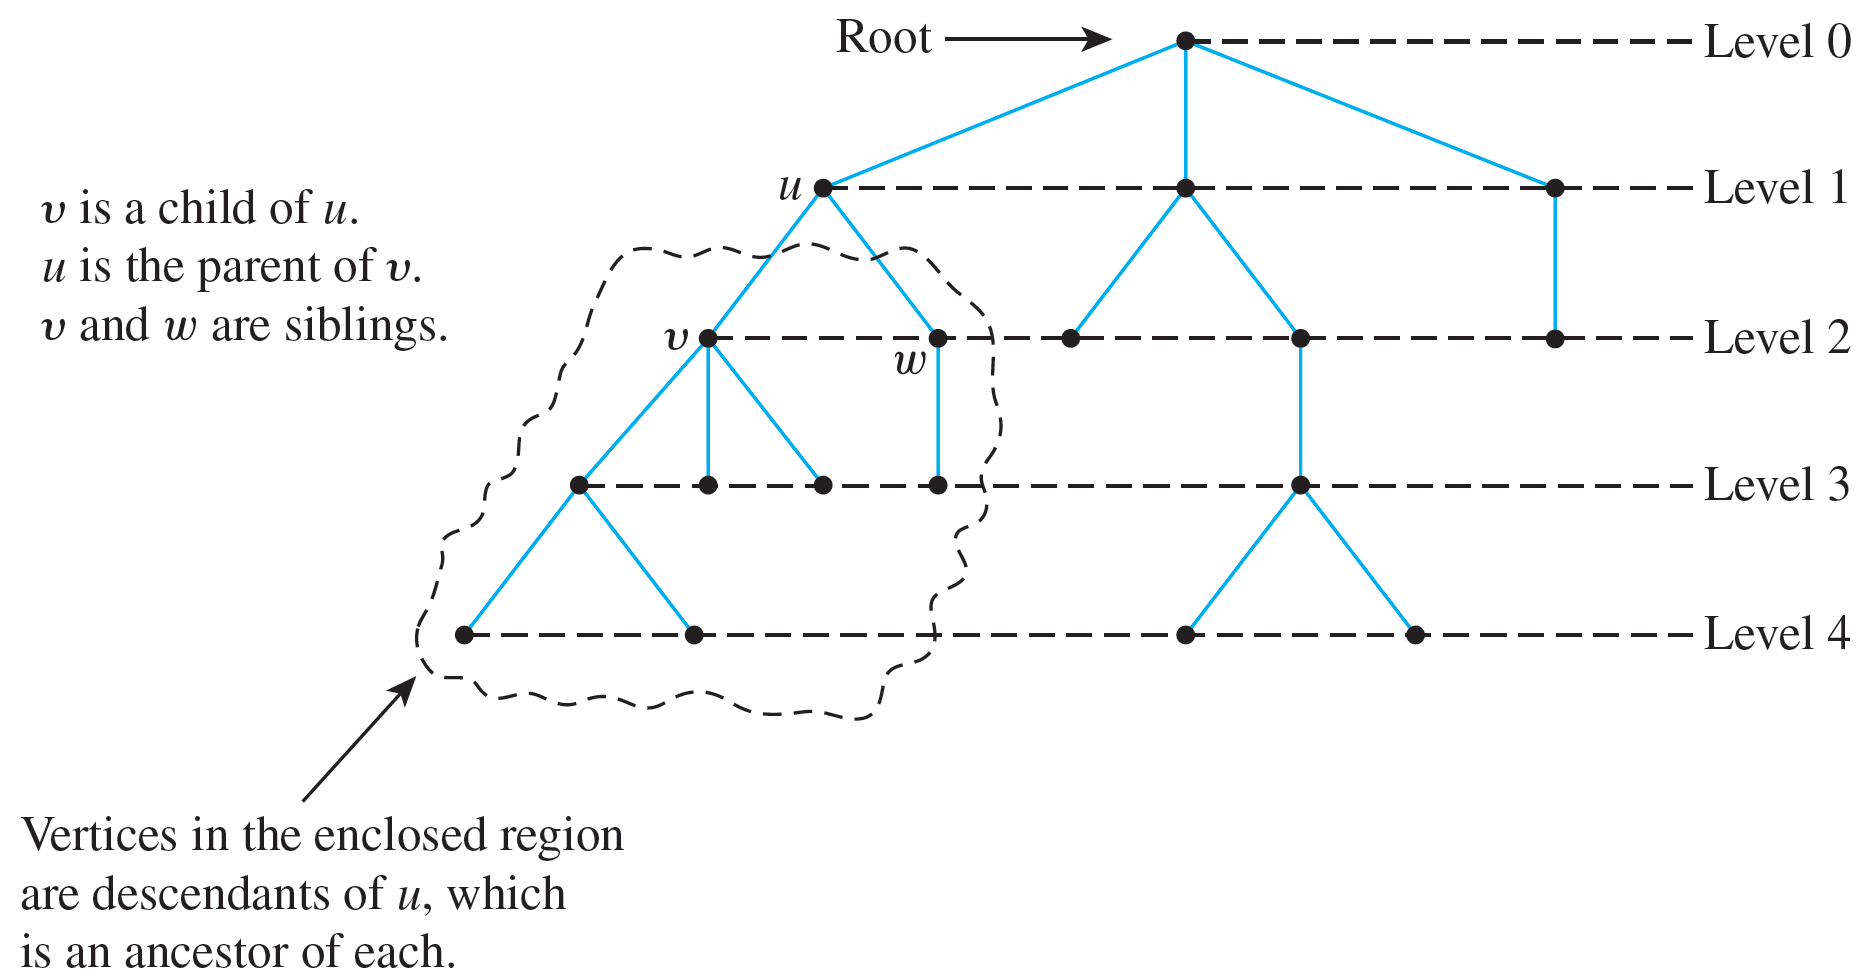 Root
Level 0
u
Level 1
v is a child of u.
u is the parent of v.
v and w are siblings.
v
w
Level 2
Level 3
Level 4
Vertices in the enclosed region
are descendants of u, which
is an ancestor of each.